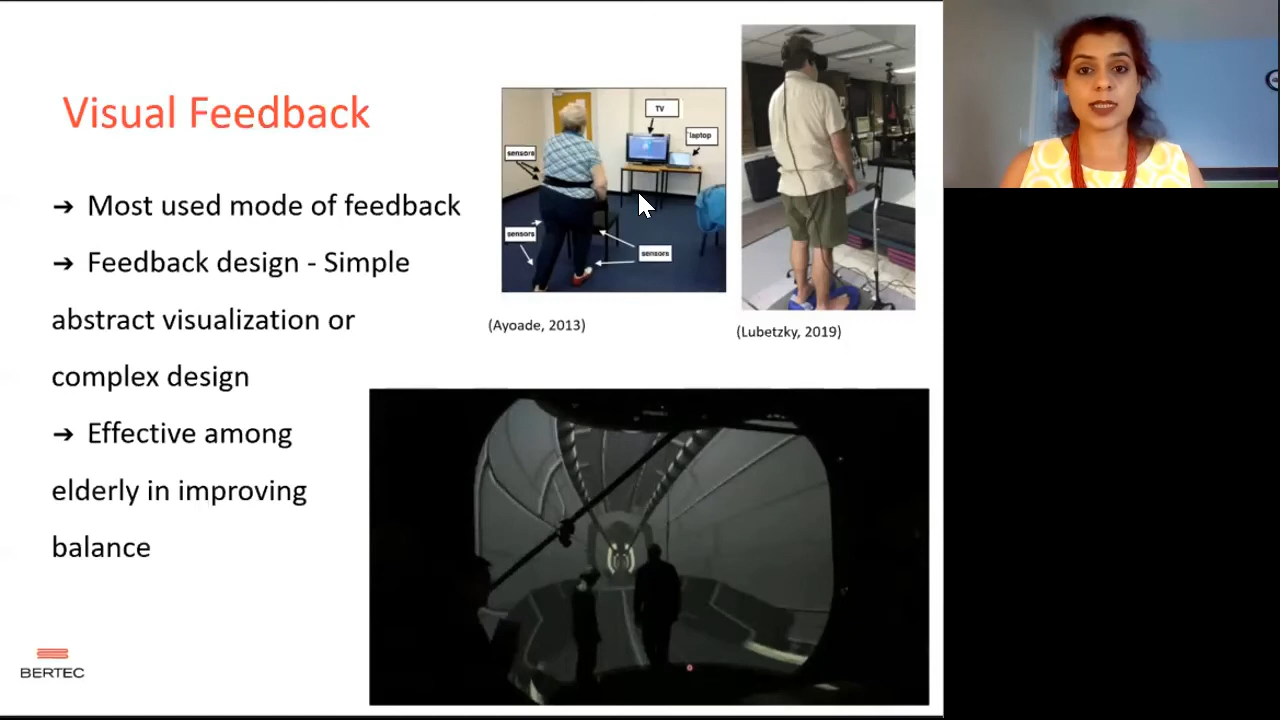 Visual Feedback
→ Most used mode of feedback
→ Feedback design - Simple
abstract visualization or
complex design
→ Effective among
elderly in improving
balance
TV
laptop
sensors
sensors
sensors
(Ayoade, 2013)
(Lubetzky, 2019)
BERTEC